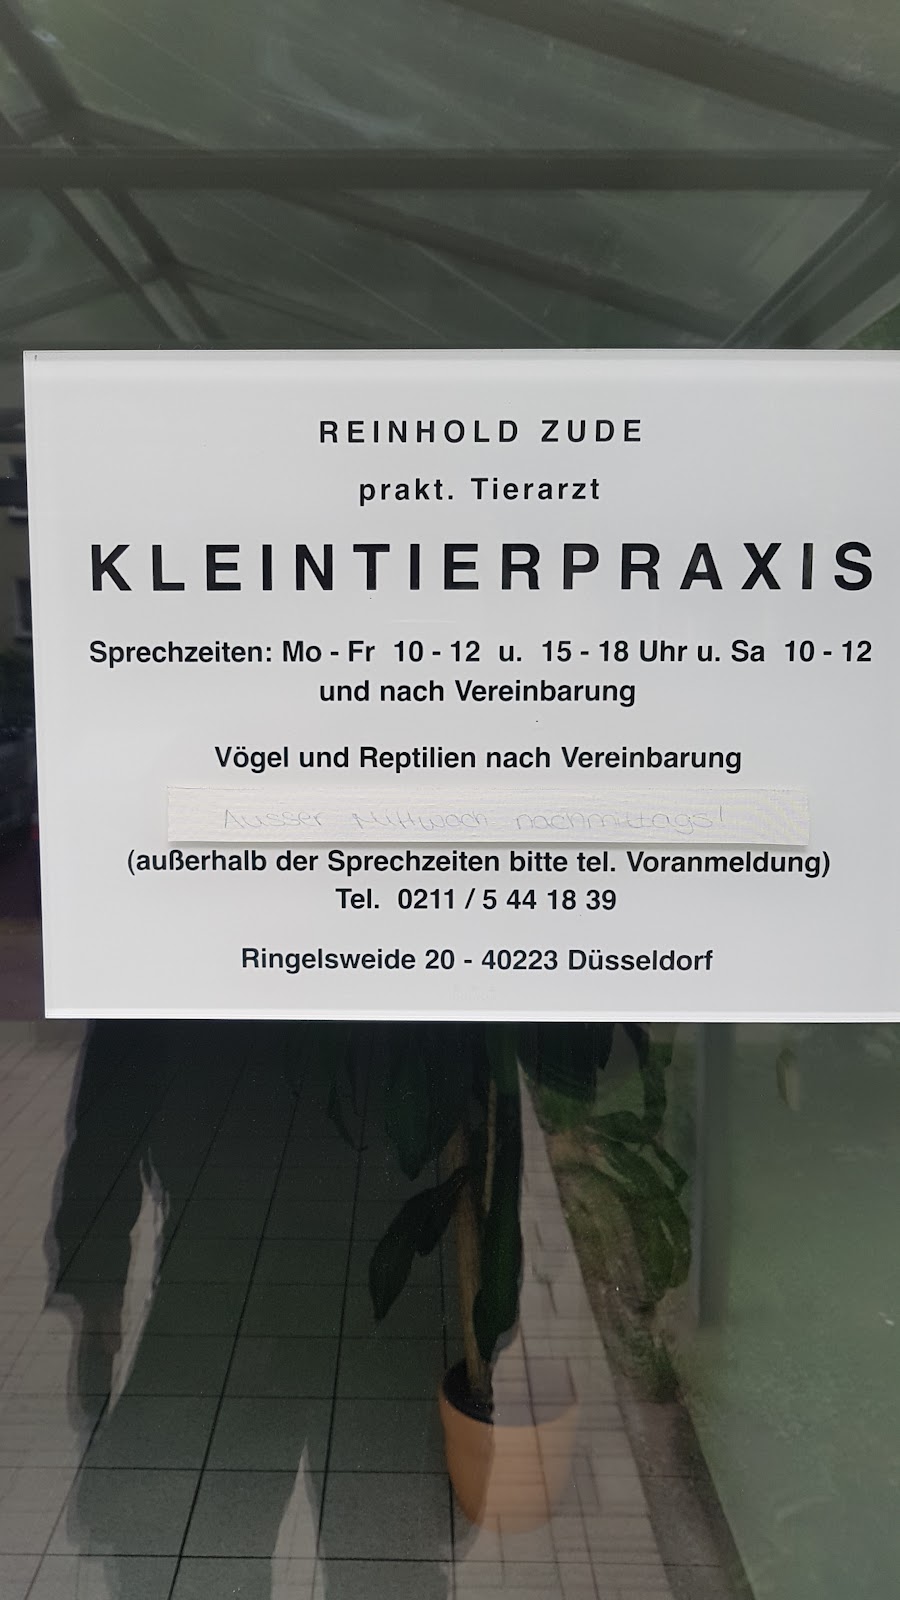 REINHOLD ZUDE
prakt. Tierarzt
KLEINTIERPRAXIS
Sprechzeiten: Mo - Fr 10 - 12 u. 15 - 18 Uhr u. Sa 10 - 12
und nach Vereinbarung
Vögel und Reptilien nach Vereinbarung
Ausser Mittwoch nachmittags!
(außerhalb der Sprechzeiten bitte tel. Voranmeldung)
Tel. 0211 / 5 44 18 39
Ringelsweide 20 - 40223 Düsseldorf